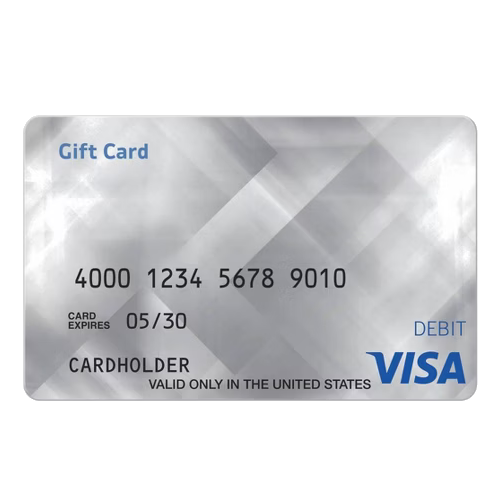 Gift Card
4000 1234 5678 9010
CARD
EXPIRES 05/30
DEBIT
CARDHOLDER
VISA
VALID ONLY IN THE UNITED STATES